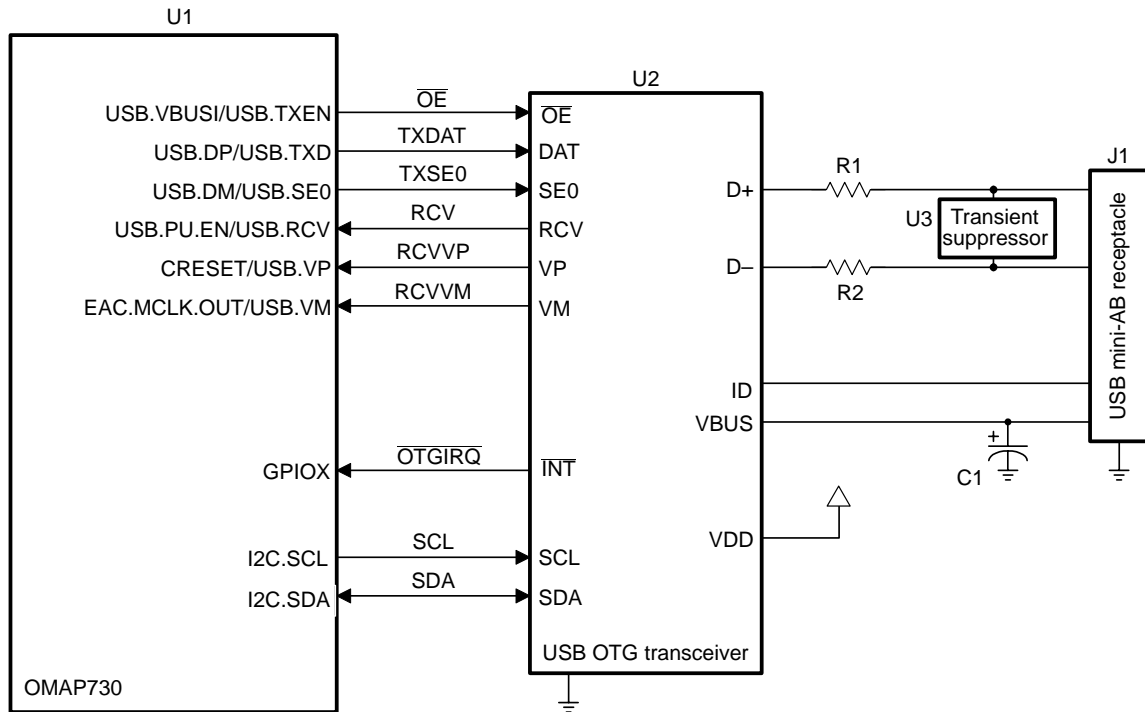 U1
U2
USB.VBUSI/USB.TXEN
OE
OE
USB.DP/USB.TXD
TXDAT
DAT
USB.DM/USB.SE0
TXSE0
SE0
USB.PU.EN/USB.RCV
RCV
RCV
CRESET/USB.VP
RCVVP
VP
EAC.MCLK.OUT/USB.VM
RCVVM
VM
GPIOX
OTGIRQ
INT
I2C.SCL
SCL
SCL
I2C.SDA
SDA
SDA
OMAP730
USB OTG transceiver
D+
R1
D–
R2
U3
Transient
suppressor
J1
USB mini-AB receptacle
ID
VBUS
+
C1
VDD